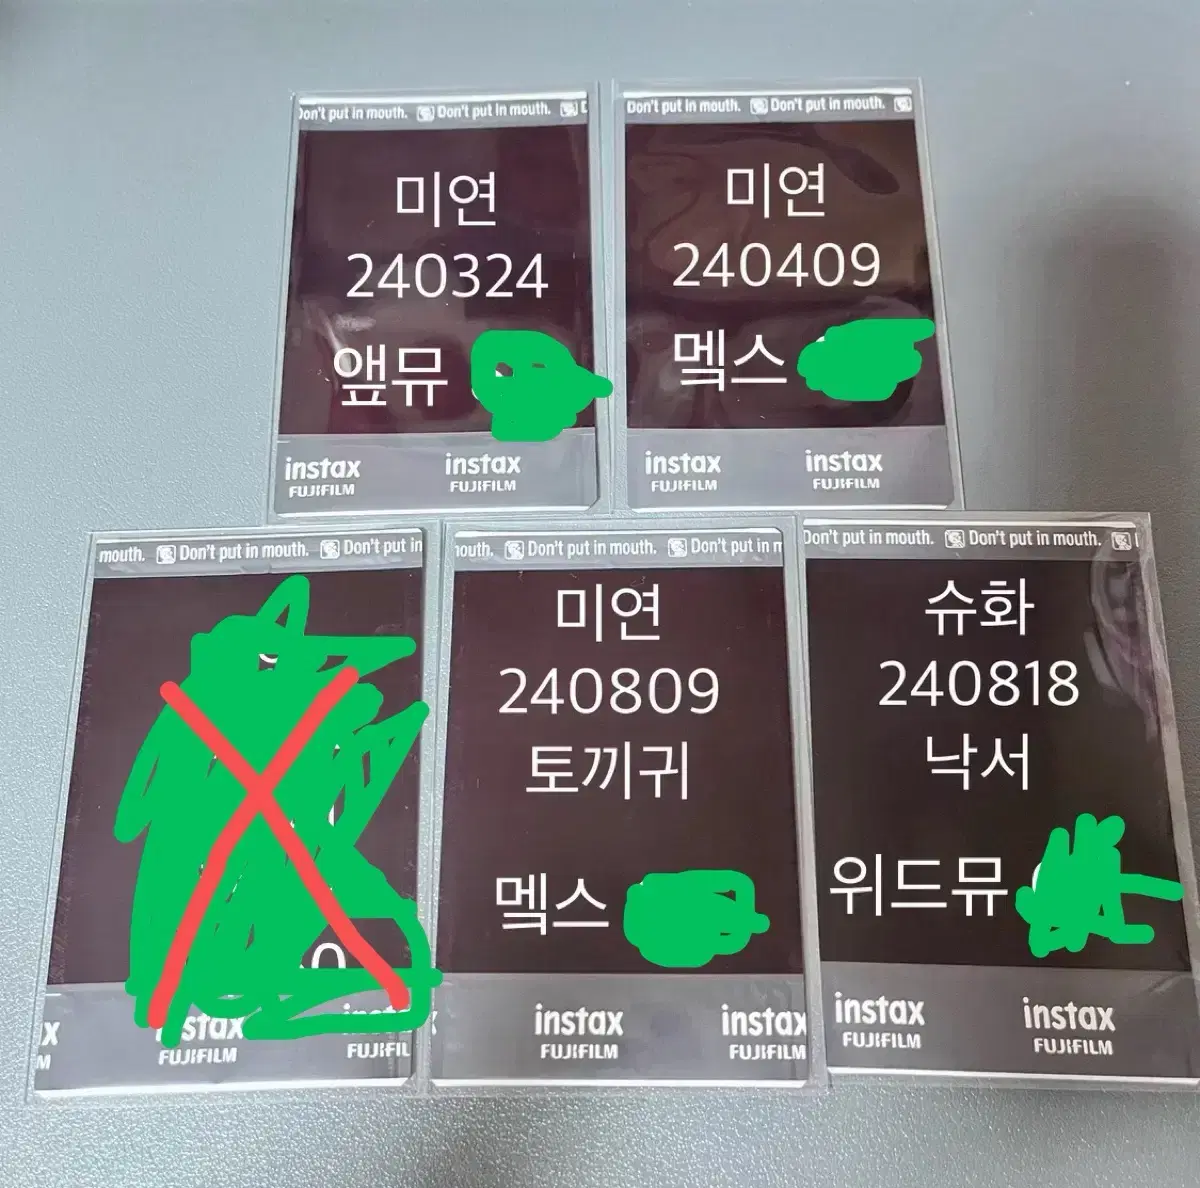 Don't put in mouth. Don't put in mouth.
미연
240324
앺뮤
instax instax
FUJIFILM FUJIFILM
Don't put in mouth. Don't put in mouth.
미연
240409
멬스
instax instax
FUJIFILM FUJIFILM
mouth. Don't put in mouth. Don't put in
FUJIFILM
mouth. Don't put in mouth. Don't put in
미연
240809
토끼귀
멬스
instax instax
FUJIFILM FUJIFILM
Don't put in mouth. Don't put in mouth.
슈화
240818
낙서
위드뮤
instax instax
FUJIFILM FUJIFILM